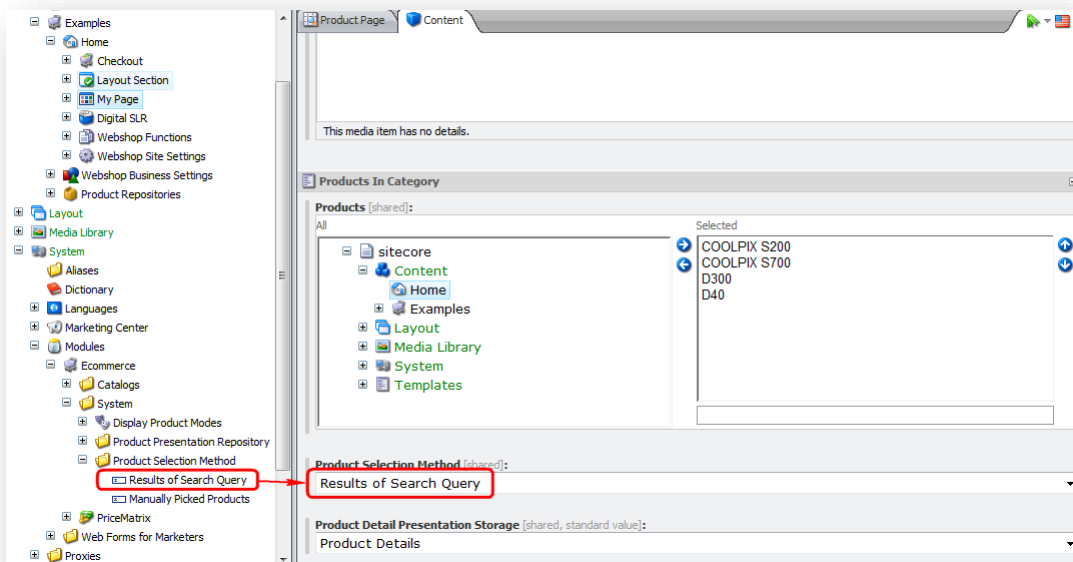 Examples
Home
Checkout
Layout Section
My Page
Digital SLR
Webshop Functions
Webshop Site Settings
Webshop Business Settings
Product Repositories
Layout
Media Library
System
Aliases
Dictionary
Languages
Marketing Center
Modules
Ecommerce
Catalogs
System
Display Product Modes
Product Presentation Repository
Product Selection Method
Results of Search Query
Manually Picked Products
PriceMatrix
Web Forms for Marketers
Proxies
Product Page
Content
This media item has no details.
Products In Category
Products [shared]:
All
sitecore
Content
Home
Examples
Layout
Media Library
System
Templates
Selected
COOLPIX S200
COOLPIX S700
D300
D40
Product Selection Method [shared]:
Results of Search Query
Product Detail Presentation Storage [shared, standard value]:
Product Details